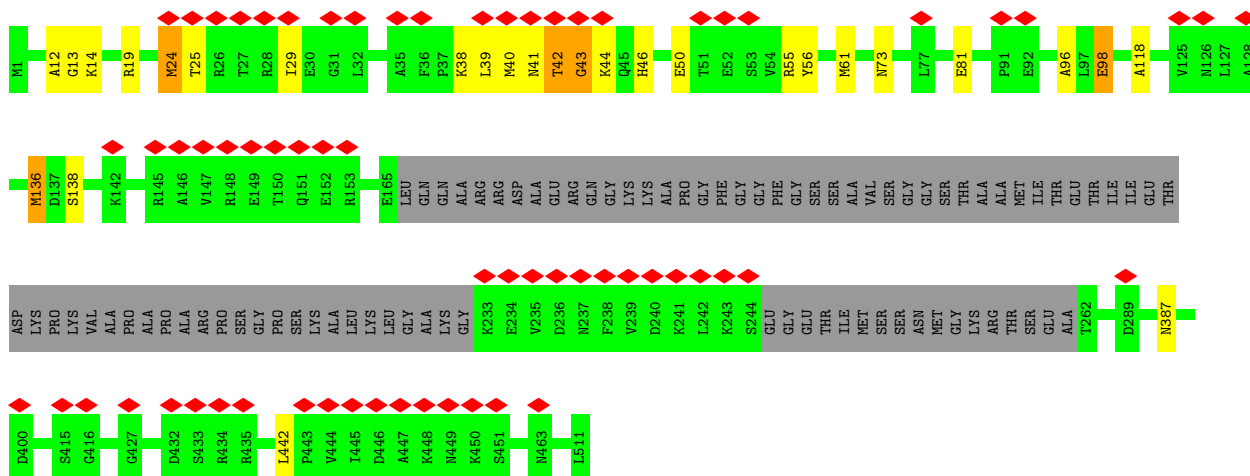 M1 A12 G13 K14 R19 M24 T25 R26 T27 R28 I29 E30 G31 L32 A35 F36 P37 K38 L39 M40 N41 T42 G43 K44 Q45 H46 E50 T51 E52 S53 V54 R55 Y56 M61 N73 L77 E81 P91 E92 A96 L97 E98 A118 V125 N126 L127 A128
M136 D137 S138 K142 R145 A146 V147 R148 E149 T150 Q151 E152 R153 E165 LEU GLN GLN ALA ARG ARG ASP ALA GLU ARG GLN GLY LYS LYS ALA PRO GLY PHE GLY GLY PHE GLY SER SER ALA VAL SER GLY GLY SER THR ALA ALA MET ILE THR GLU THR ILE ILE GLU THR
ASP LYS PRO LYS VAL ALA PRO ALA PRO ALA ARG PRO SER GLY PRO SER LYS ALA LEU LYS LEU GLY ALA LYS GLY K233 E234 V235 D236 N237 F238 V239 D240 K241 L242 K243 S244 GLU GLY GLU THR ILE MET SER SER ASN MET GLY LYS ARG THR SER GLU ALA T262 D289 N387
D400 S415 G416 G427 D432 S433 R434 R435 L442 P443 V444 I445 D446 A447 K448 N449 K450 S451 N463 L511